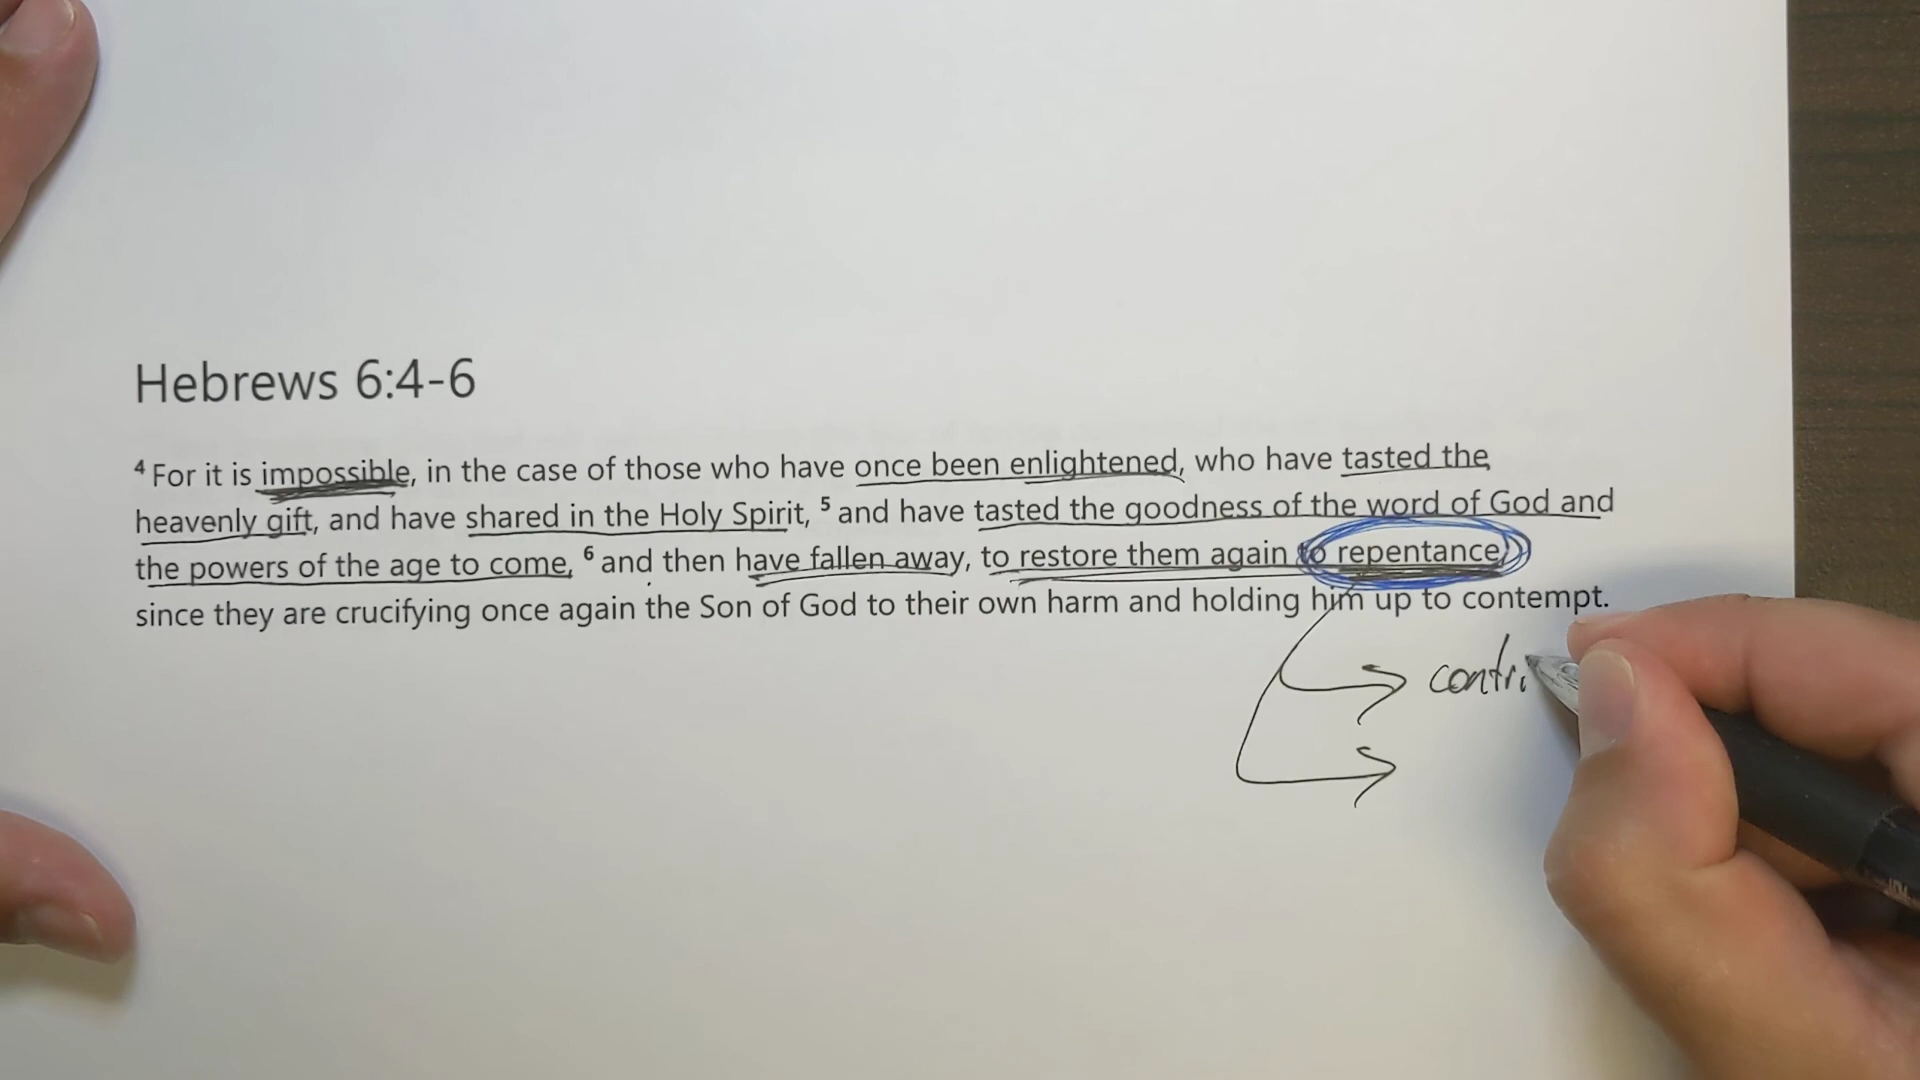 Hebrews 6:4-6
4 For it is impossible, in the case of those who have once been enlightened, who have tasted the
heavenly gift, and have shared in the Holy Spirit, 5 and have tasted the goodness of the word of God and
the powers of the age to come, 6 and then have fallen away, to restore them again to repentance,
since they are crucifying once again the Son of God to their own harm and holding him up to contempt.
contri